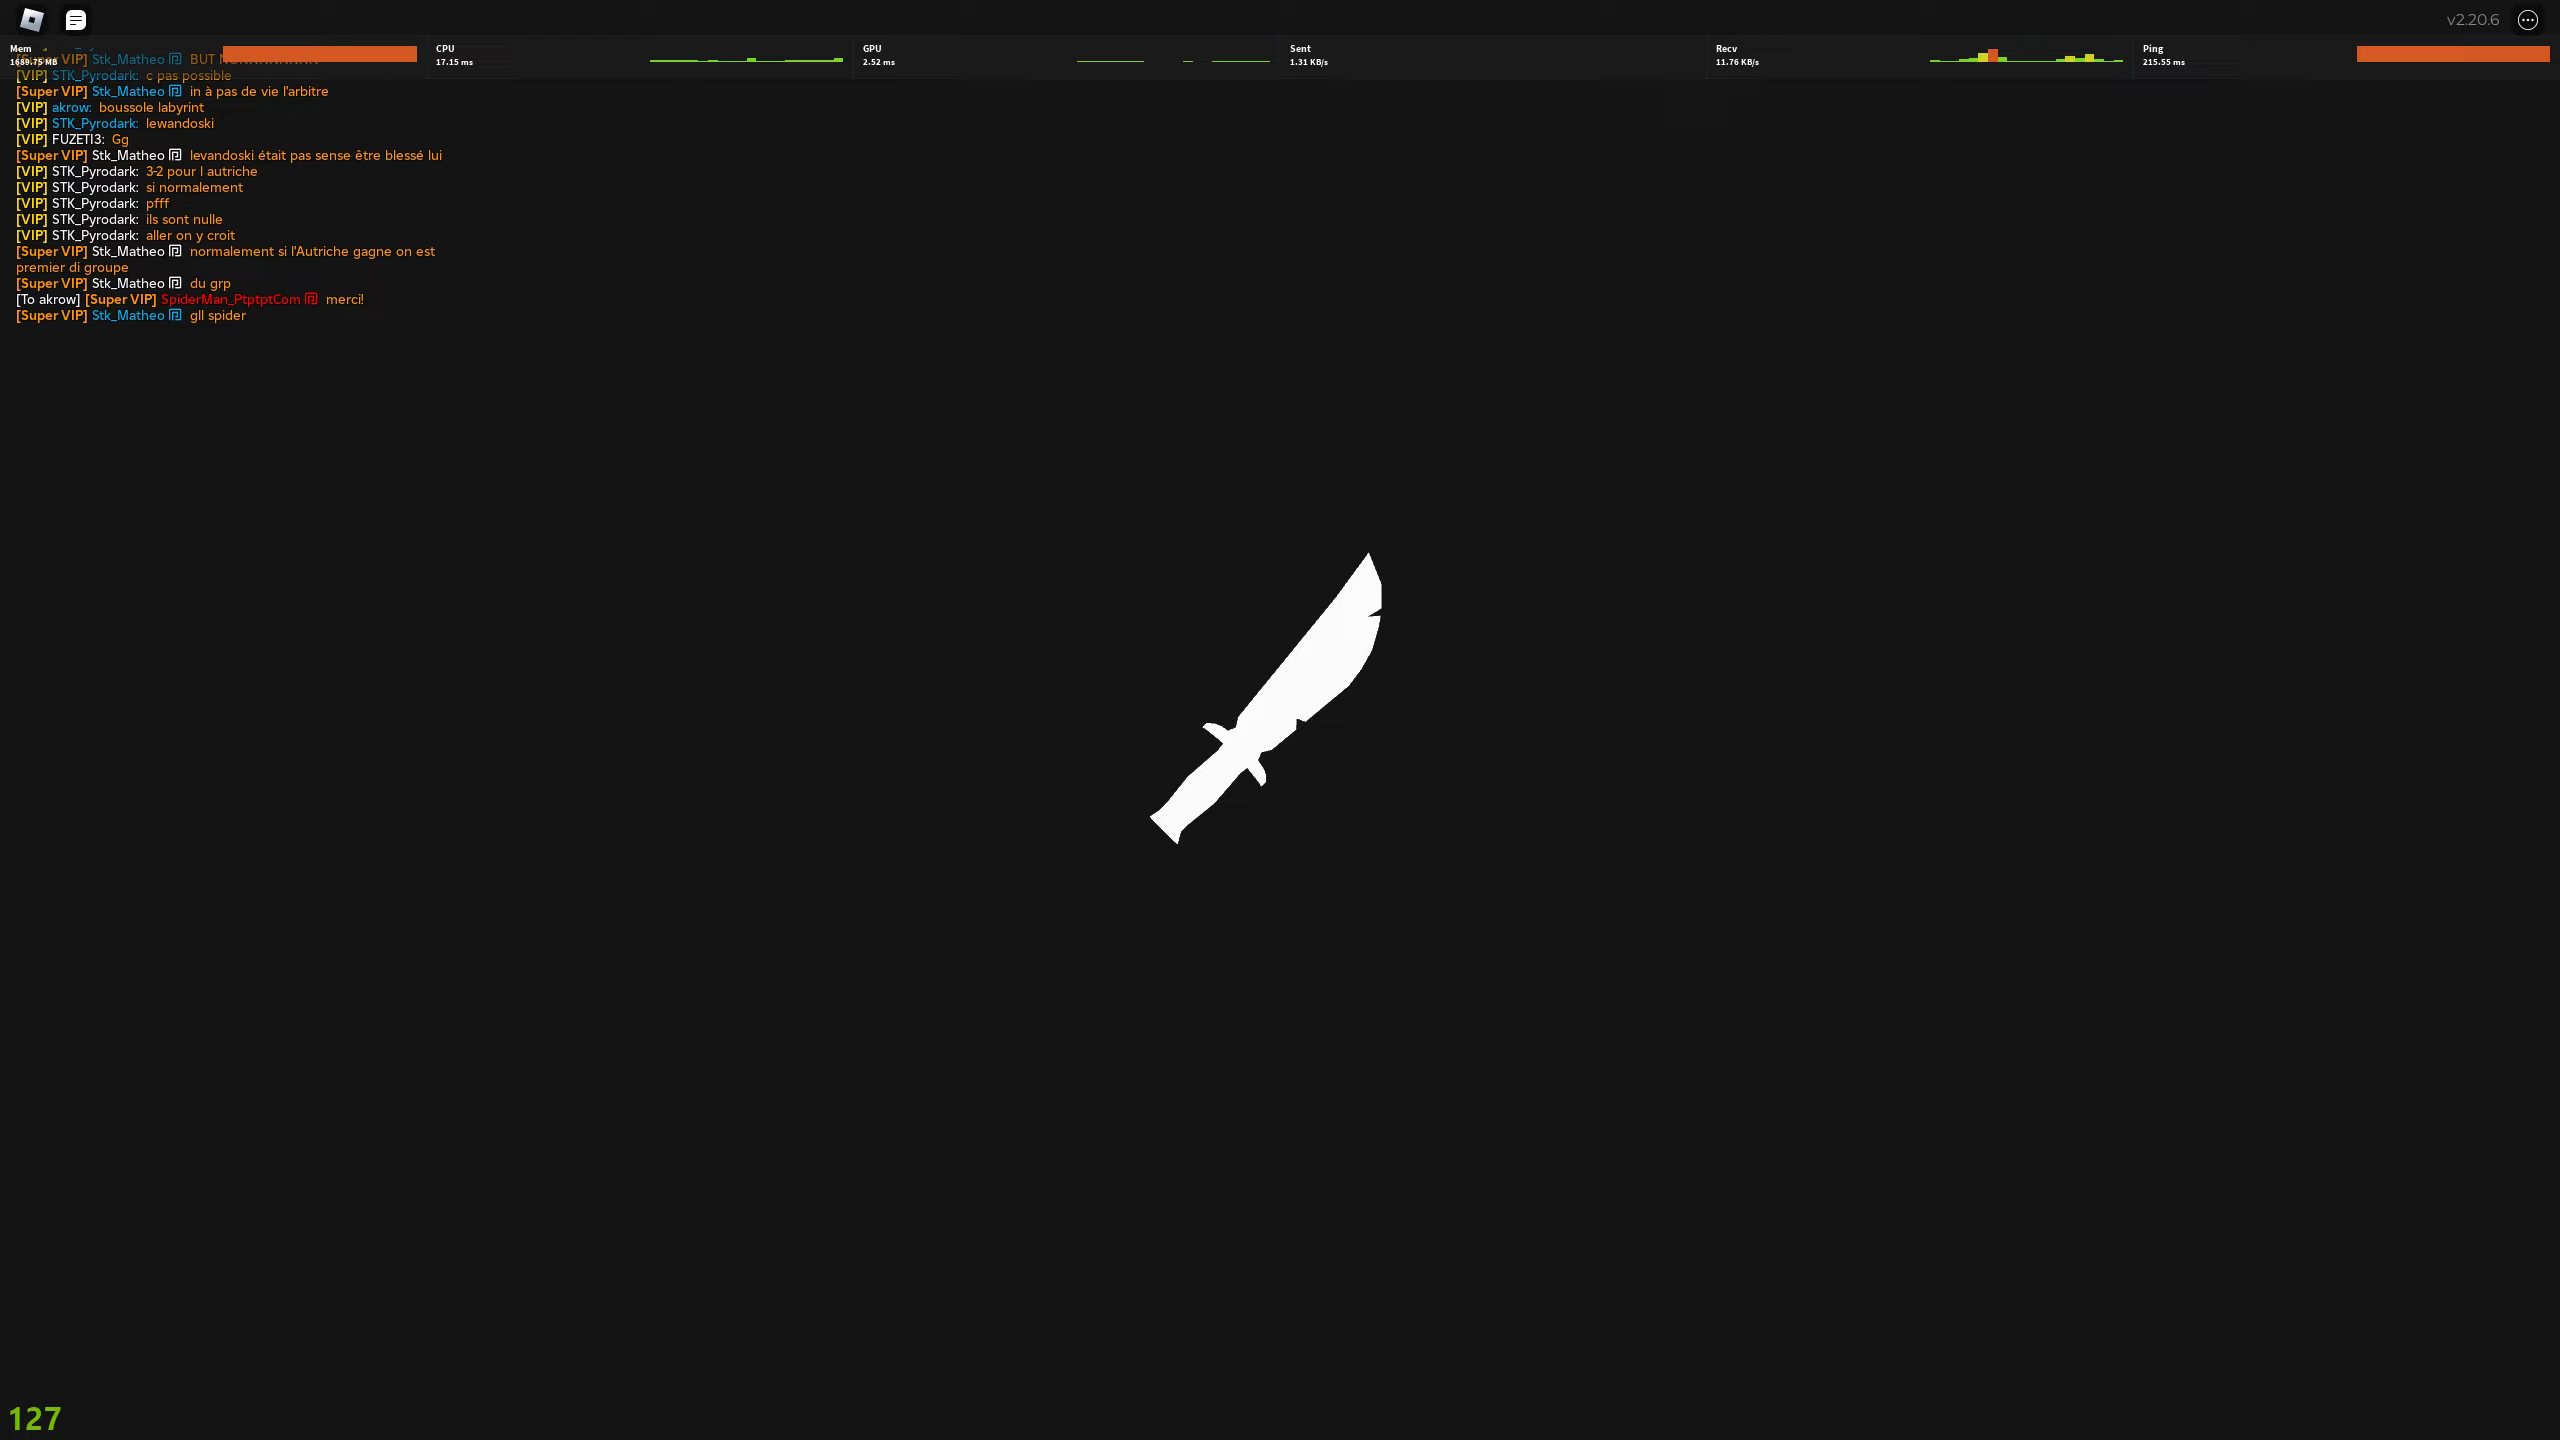 v2.20.6
Mem
CPU
GPU
Sent
Recv
Ping
1689.75 MB
17.15 ms
2.52 ms
1.31 KB/s
11.76 KB/s
215.55 ms
VIP] Stk_Matheo BUT
[VIP] STK_Pyrodark: c pas possible
[Super VIP] Stk_Matheo in à pas de vie l'arbitre
[VIP] akrow: boussole labyrint
[VIP] STK_Pyrodark: lewandoski
[VIP] FUZETI3: Gg
[Super VIP] Stk_Matheo levandoski était pas sense être blessé lui
[VIP] STK_Pyrodark: 3-2 pour l autriche
[VIP] STK_Pyrodark: si normalement
[VIP] STK_Pyrodark: pfff
[VIP] STK_Pyrodark: ils sont nulle
[VIP] STK_Pyrodark: aller on y croit
[Super VIP] Stk_Matheo normalement si l'Autriche gagne on est
premier di groupe
[Super VIP] Stk_Matheo du grp
[To akrow] [Super VIP] SpiderMan_PtptptCom merci!
[Super VIP] Stk_Matheo gll spider
127